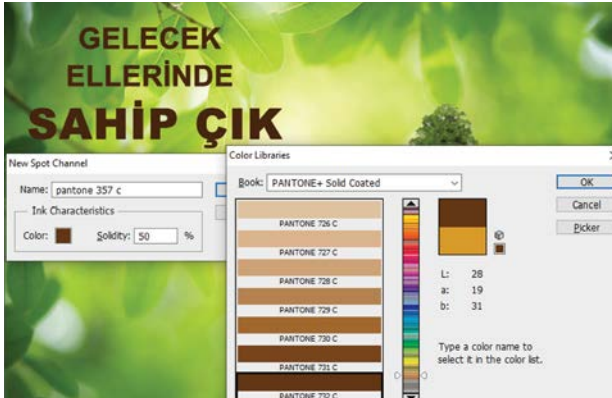 GELECEK
ELLERİNDE
SAHİP ÇIK
New Spot Channel
Name: pantone 357 c
Ink Characteristics
Color: Solidity: 50 %
Color Libraries
Book: PANTONE+ Solid Coated
OK
Cancel
Picker
PANTONE 726 C
PANTONE 727 C
PANTONE 728 C
PANTONE 729 C
PANTONE 730 C
PANTONE 731 C
PANTONE 732 C
L: 28
a: 19
b: 31
Type a color name to
select it in the color list.